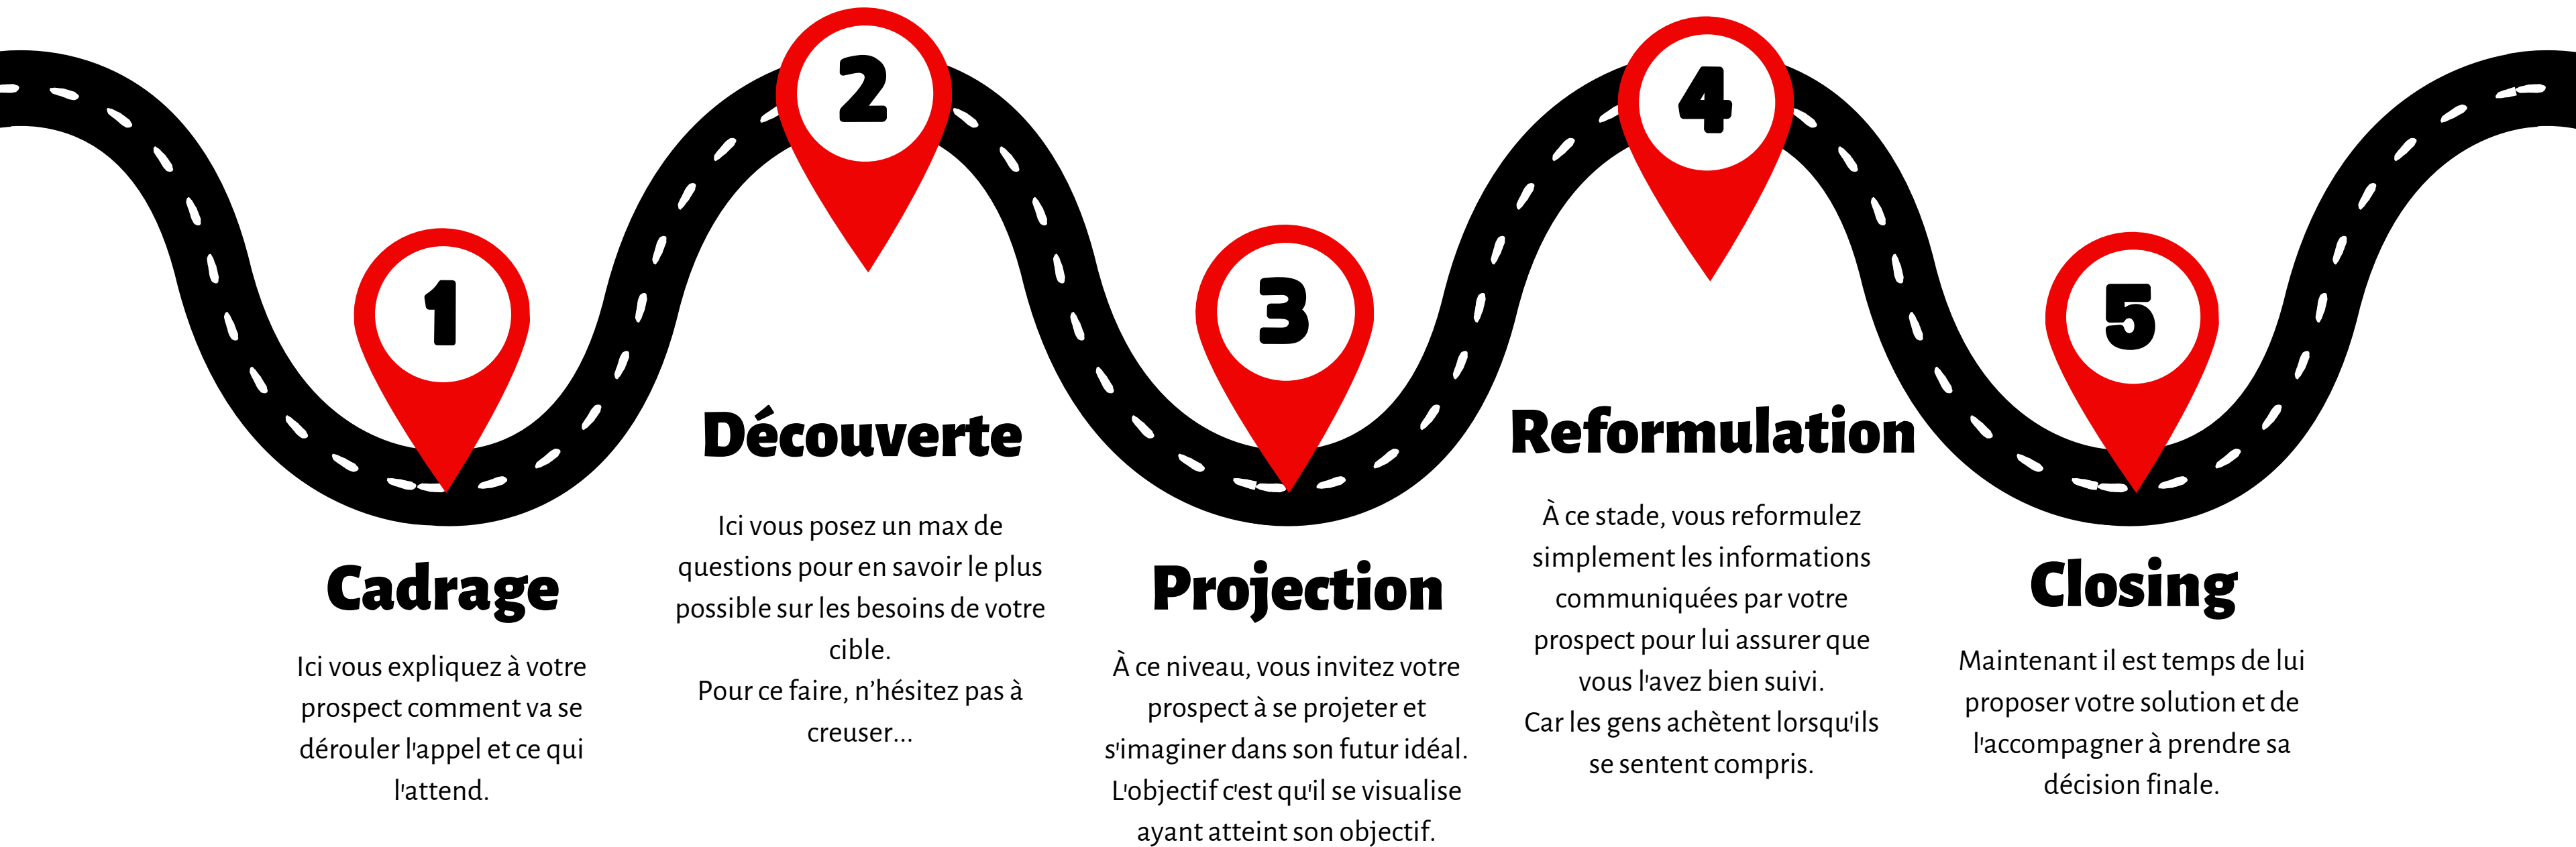 1
Cadrage
Ici vous expliquez à votre
prospect comment va se
dérouler l'appel et ce qui
l'attend.
2
Découverte
Ici vous posez un max de
questions pour en savoir le plus
possible sur les besoins de votre
cible.
Pour ce faire, n’hésitez pas à
creuser...
3
Projection
À ce niveau, vous invitez votre
prospect à se projeter et
s'imaginer dans son futur idéal.
L'objectif c'est qu'il se visualise
ayant atteint son objectif.
4
Reformulation
À ce stade, vous reformulez
simplement les informations
communiquées par votre
prospect pour lui assurer que
vous l'avez bien suivi.
Car les gens achètent lorsqu'ils
se sentent compris.
5
Closing
Maintenant il est temps de lui
proposer votre solution et de
l'accompagner à prendre sa
décision finale.